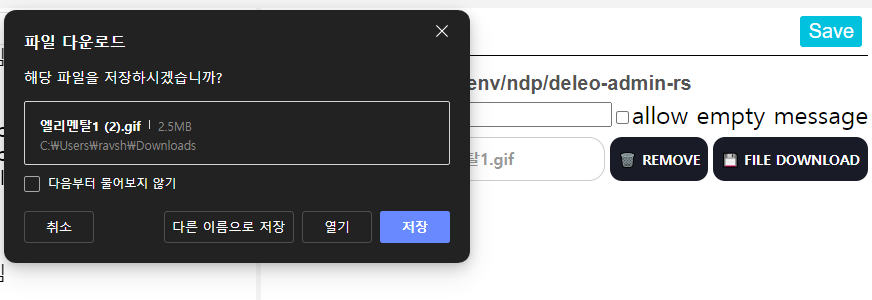 파일 다운로드
해당 파일을 저장하시겠습니까?
엘리멘탈1 (2).gif 2.5MB
C:₩Users₩ravsh₩Downloads
다음부터 물어보지 않기
취소 다른 이름으로 저장 열기 저장
Save
env/ndp/deleo-admin-rs
allow empty message
탈1.gif REMOVE FILE DOWNLOAD